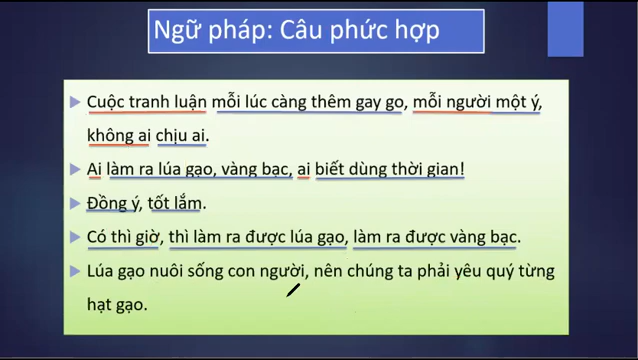 Ngữ pháp: Câu phức hợp
Cuộc tranh luận mỗi lúc càng thêm gay go, mỗi người một ý,
không ai chịu ai.
Ai làm ra lúa gạo, vàng bạc, ai biết dùng thời gian!
Đồng ý, tốt lắm.
Có thì giờ, thì làm ra được lúa gạo, làm ra được vàng bạc.
Lúa gạo nuôi sống con người, nên chúng ta phải yêu quý từng
hạt gạo.